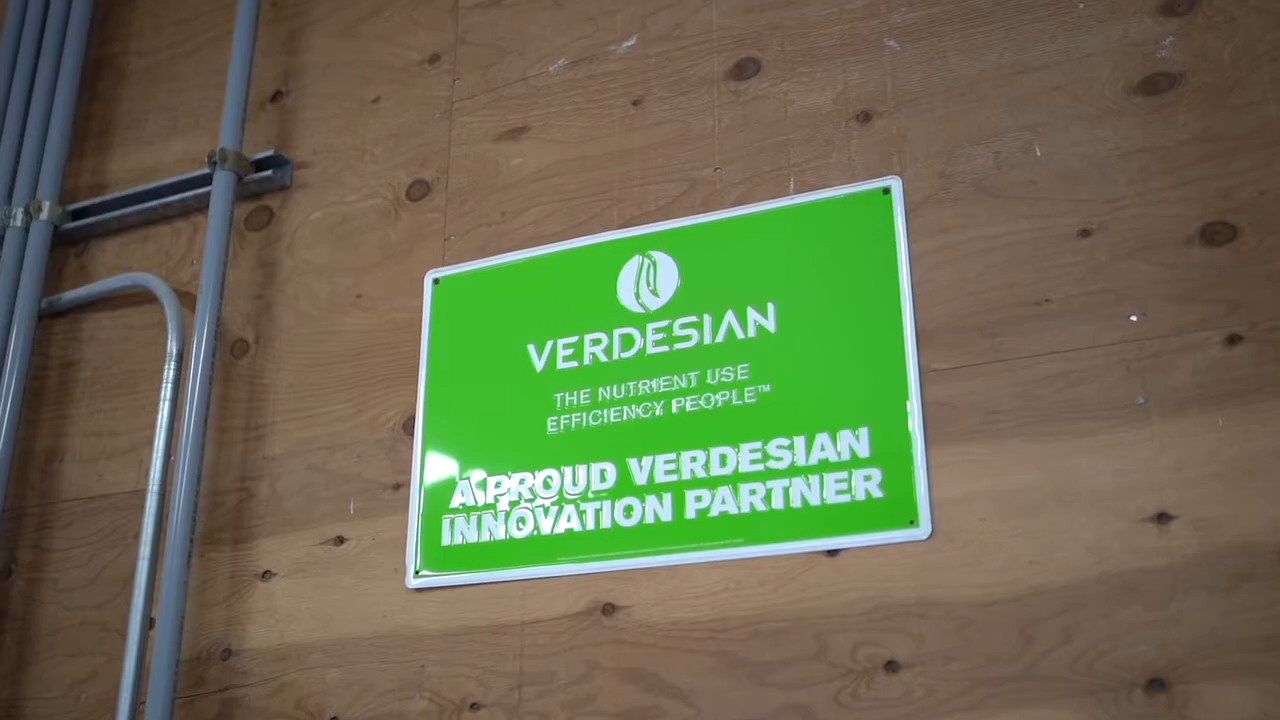 VERDESIAN
THE NUTRIENT USE
EFFICIENCY PEOPLE™
A PROUD VERDESIAN
INNOVATION PARTNER